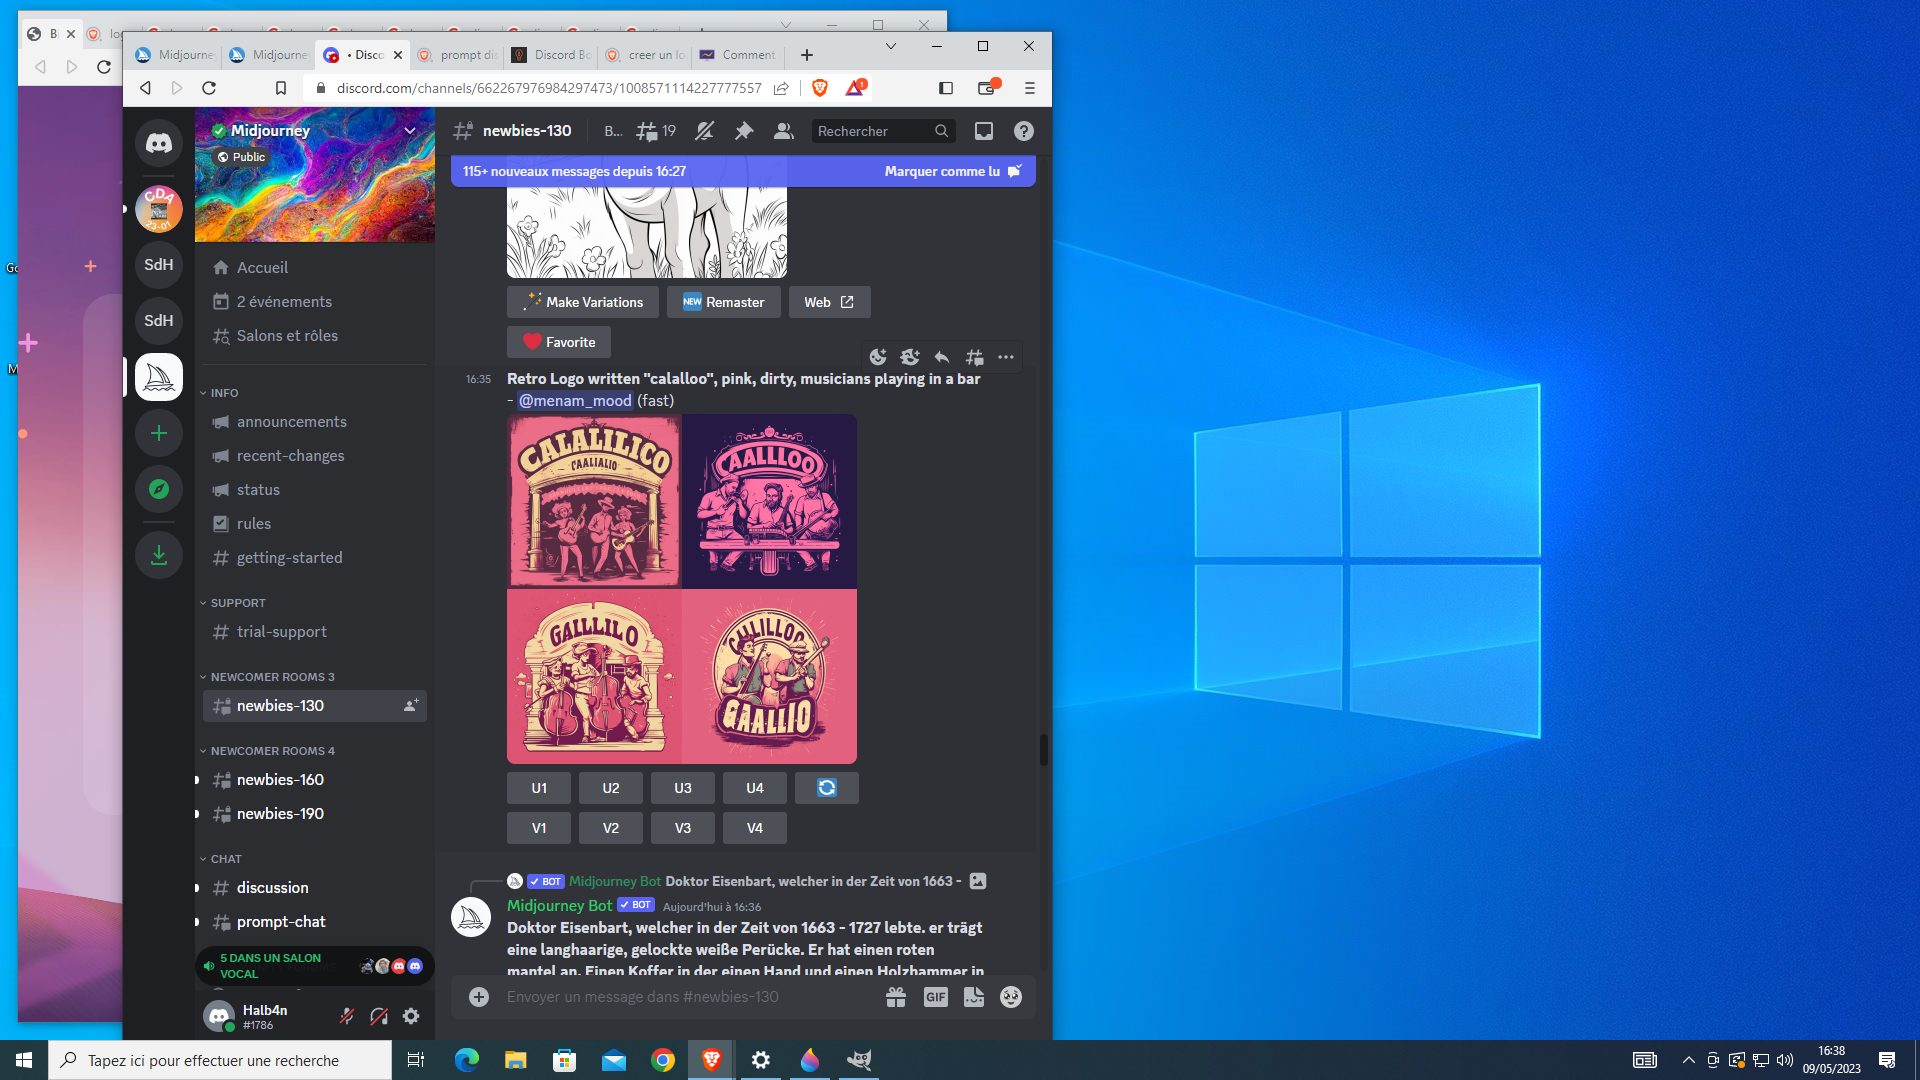 Midjourne
Midjourne
• Disco
prompt dis
Discord Bo
creer un lo
Comment
discord.com/channels/662267976984297473/1008571114227777557
1
CDA
23-01
SdH
SdH
Midjourney
Public
Accueil
2 événements
Salons et rôles
INFO
announcements
recent-changes
status
rules
getting-started
SUPPORT
trial-support
NEWCOMER ROOMS 3
newbies-130
NEWCOMER ROOMS 4
newbies-160
newbies-190
CHAT
discussion
prompt-chat
5 DANS UN SALON
VOCAL
Halb4n
#1786
newbies-130
B...
19
Rechercher
115+ nouveaux messages depuis 16:27
Marquer comme lu
Make Variations
NEW Remaster
Web
Favorite
16:35
Retro Logo written "calalloo", pink, dirty, musicians playing in a bar
- @menam_mood (fast)
CALALILICO
CAALIALIO
CAALLLOO
GAILLILO
CULILLOO
GAALLIO
U1
U2
U3
U4
V1
V2
V3
V4
BOT Midjourney Bot Doktor Eisenbart, welcher in der Zeit von 1663 -
Midjourney Bot BOT Aujourd'hui à 16:36
Doktor Eisenbart, welcher in der Zeit von 1663 - 1727 lebte. er trägt
eine langhaarige, gelockte weiße Perücke. Er hat einen roten
mantel an. Einen Koffer in der einen Hand und einen Holzhammer in
Envoyer un message dans #newbies-130
GIF
Tapez ici pour effectuer une recherche
16:38
09/05/2023